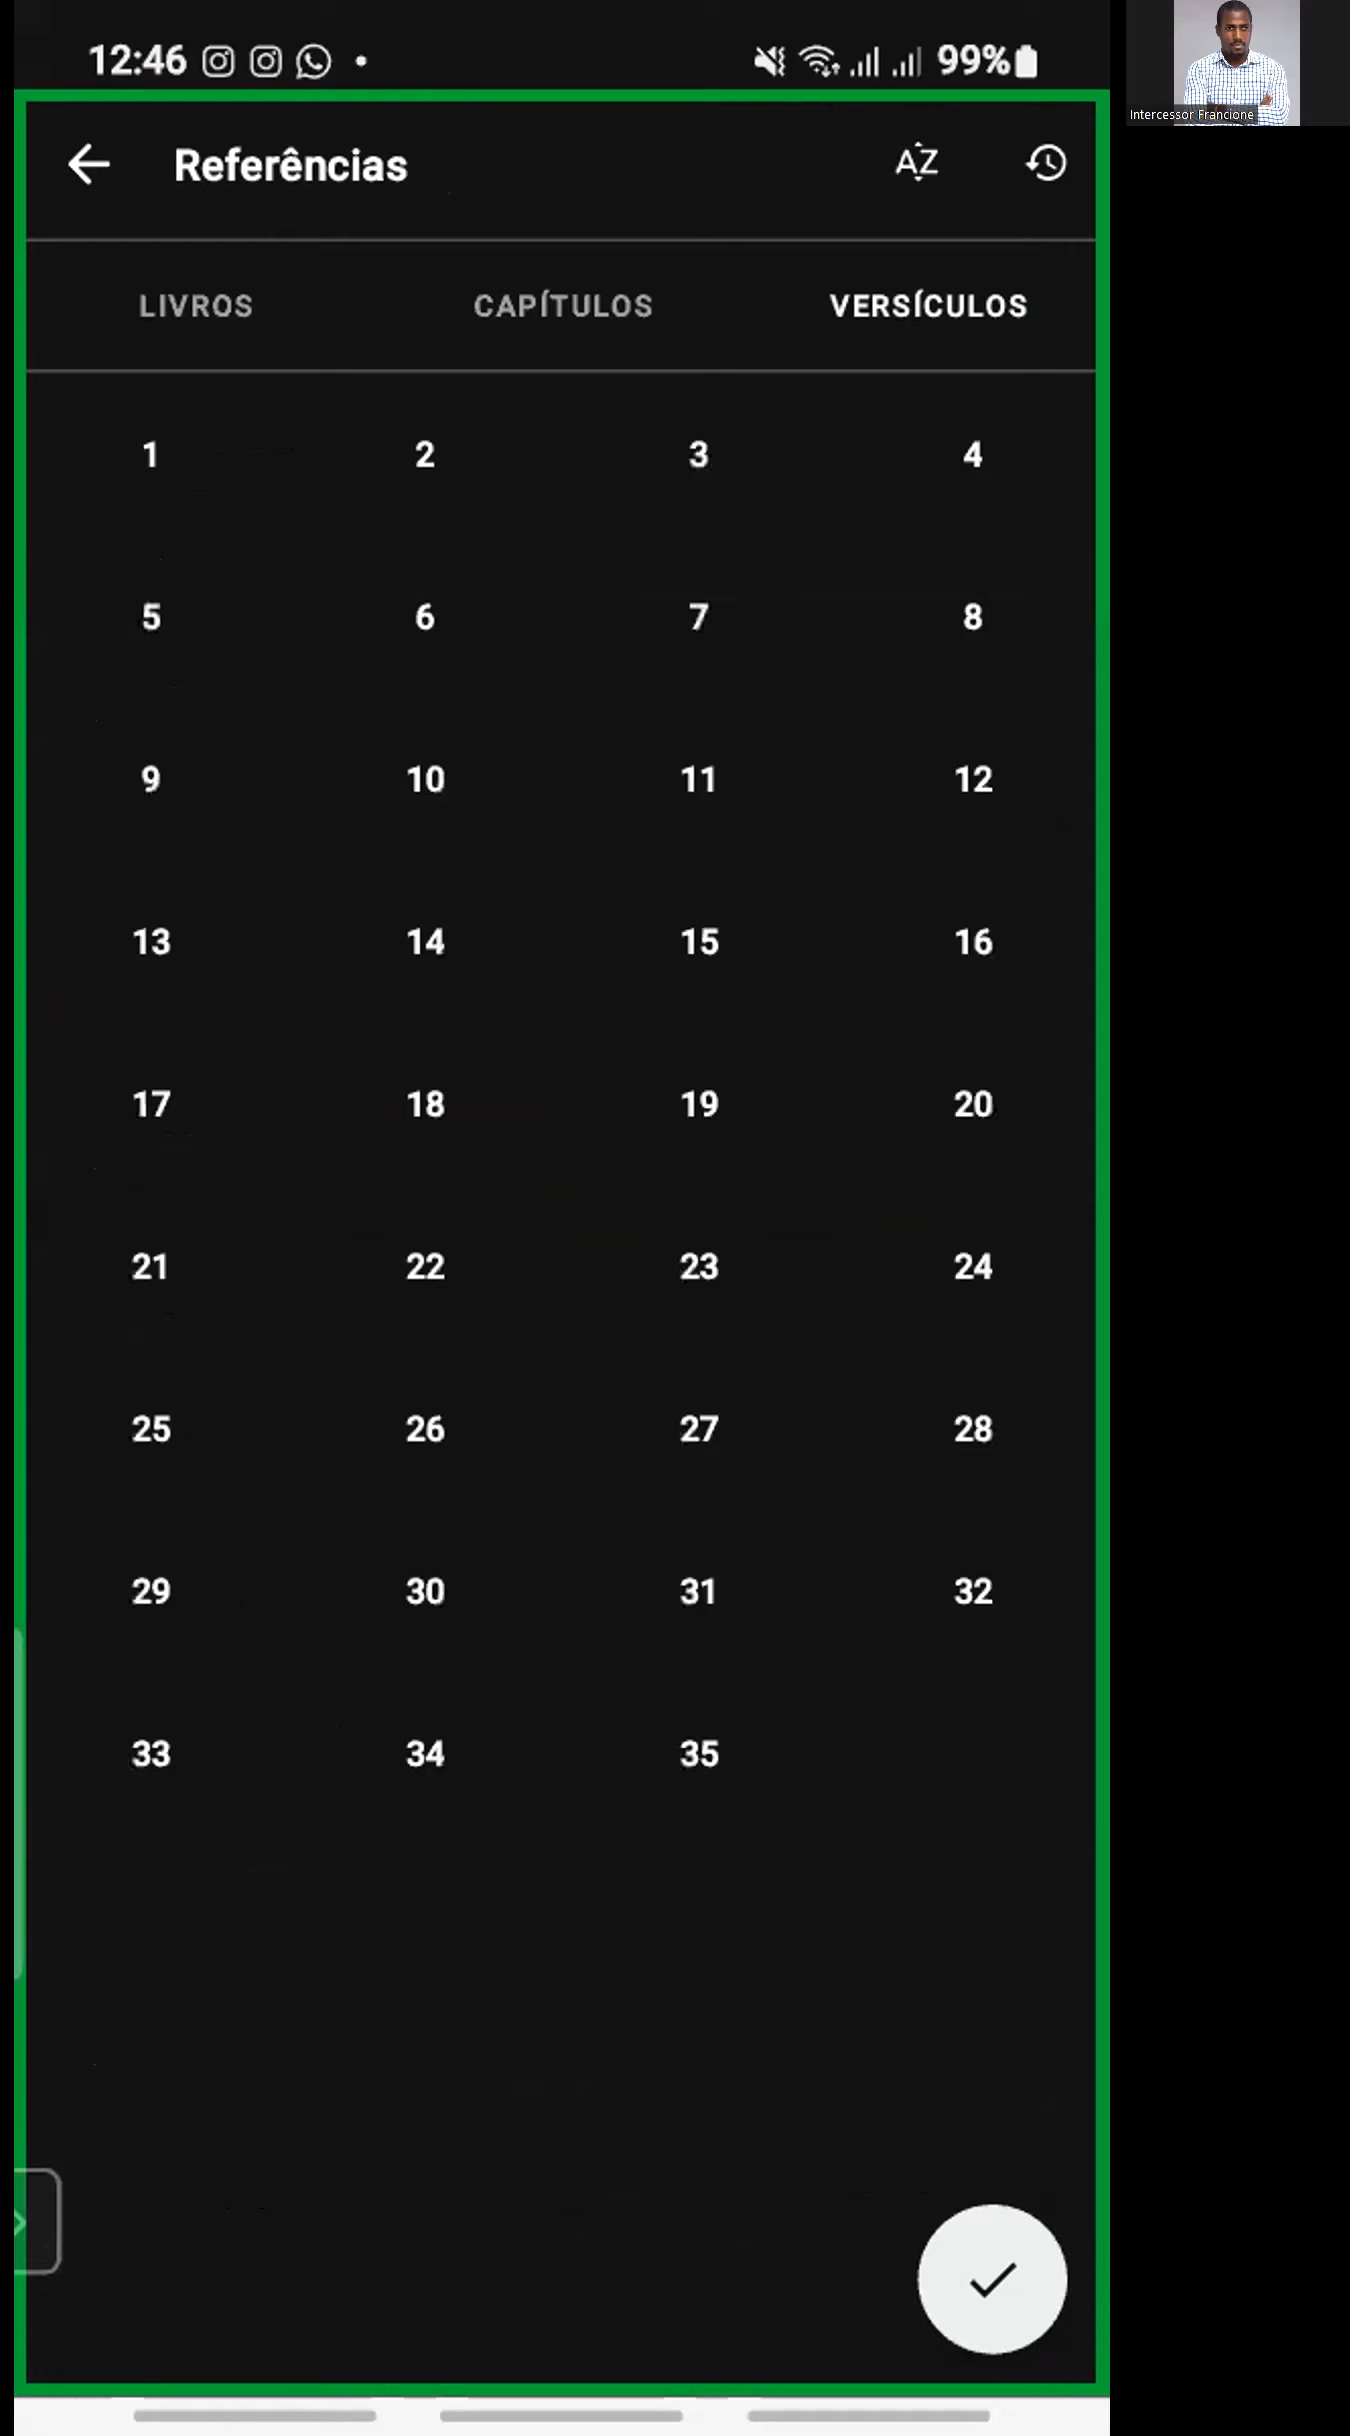 12:46 99%
Intercessor Francione
Referências AZ
LIVROS CAPÍTULOS VERSÍCULOS
1 2 3 4
5 6 7 8
9 10 11 12
13 14 15 16
17 18 19 20
21 22 23 24
25 26 27 28
29 30 31 32
33 34 35